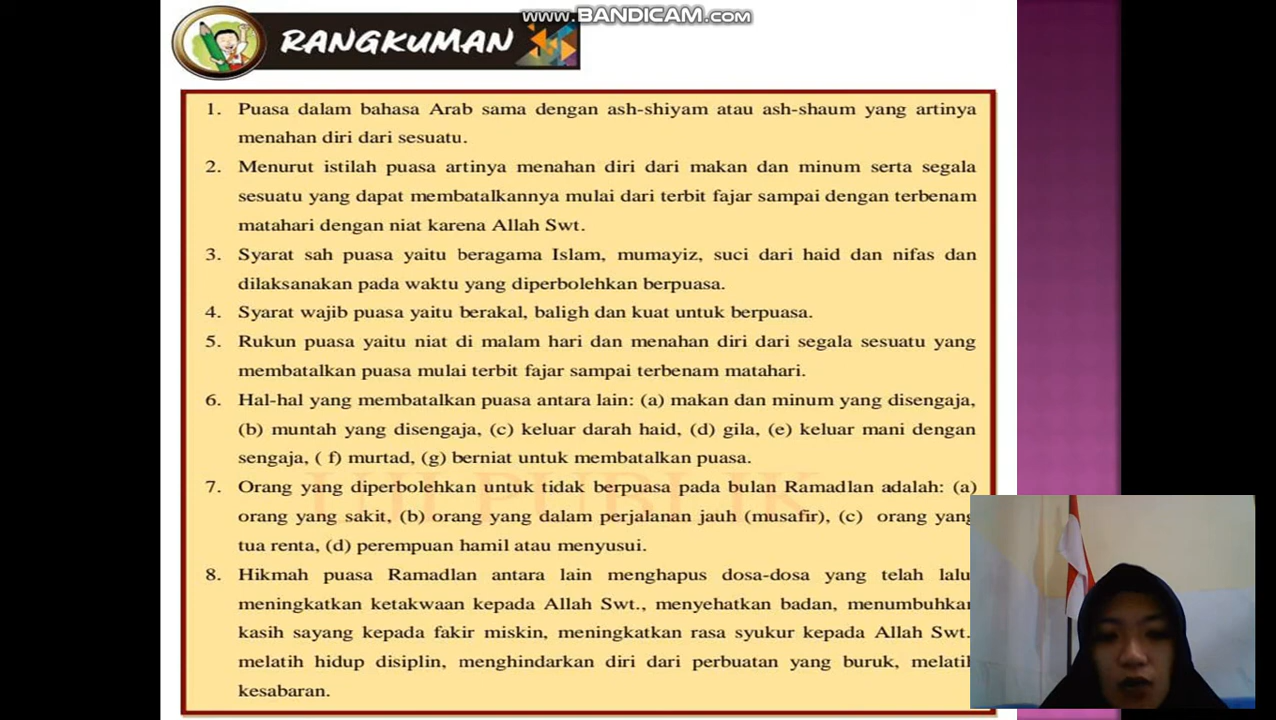 www.BANDICAM.com
RANGKUMAN
1. Puasa dalam bahasa Arab sama dengan ash-shiyam atau ash-shaum yang artinya
menahan diri dari sesuatu.
2. Menurut istilah puasa artinya menahan diri dari makan dan minum serta segala
sesuatu yang dapat membatalkannya mulai dari terbit fajar sampai dengan terbenam
matahari dengan niat karena Allah Swt.
3. Syarat sah puasa yaitu beragama Islam, mumayiz, suci dari haid dan nifas dan
dilaksanakan pada waktu yang diperbolehkan berpuasa.
4. Syarat wajib puasa yaitu berakal, baligh dan kuat untuk berpuasa.
5. Rukun puasa yaitu niat di malam hari dan menahan diri dari segala sesuatu yang
membatalkan puasa mulai terbit fajar sampai terbenam matahari.
6. Hal-hal yang membatalkan puasa antara lain: (a) makan dan minum yang disengaja,
(b) muntah yang disengaja, (c) keluar darah haid, (d) gila, (e) keluar mani dengan
sengaja, ( f) murtad, (g) berniat untuk membatalkan puasa.
UJI PUBLIK
7. Orang yang diperbolehkan untuk tidak berpuasa pada bulan Ramadlan adalah: (a)
orang yang sakit, (b) orang yang dalam perjalanan jauh (musafir), (c) orang yang
tua renta, (d) perempuan hamil atau menyusui.
8. Hikmah puasa Ramadlan antara lain menghapus dosa-dosa yang telah lalu
meningkatkan ketakwaan kepada Allah Swt., menyehatkan badan, menumbuhkan
kasih sayang kepada fakir miskin, meningkatkan rasa syukur kepada Allah Swt.
melatih hidup disiplin, menghindarkan diri dari perbuatan yang buruk, melatih
kesabaran.